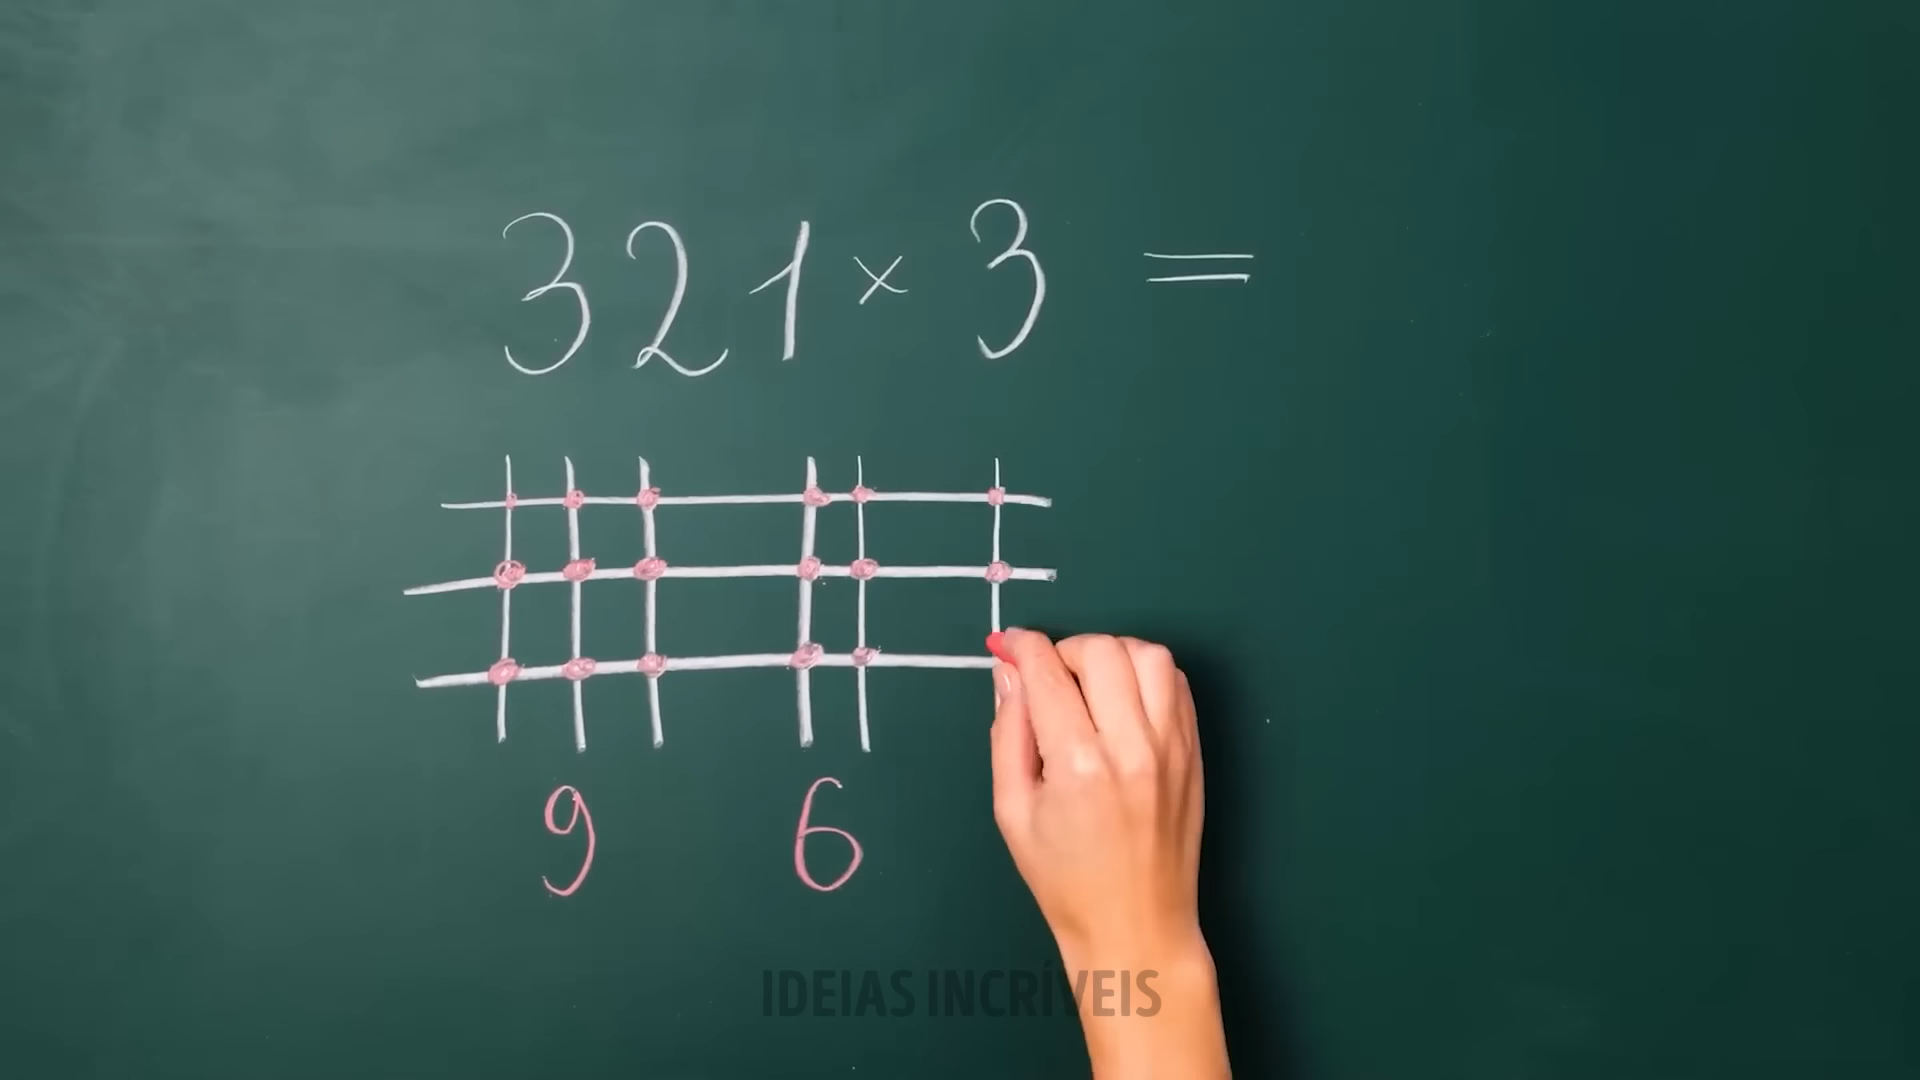 321 × 3 =
9 6
IDEIAS INCRÍVEIS